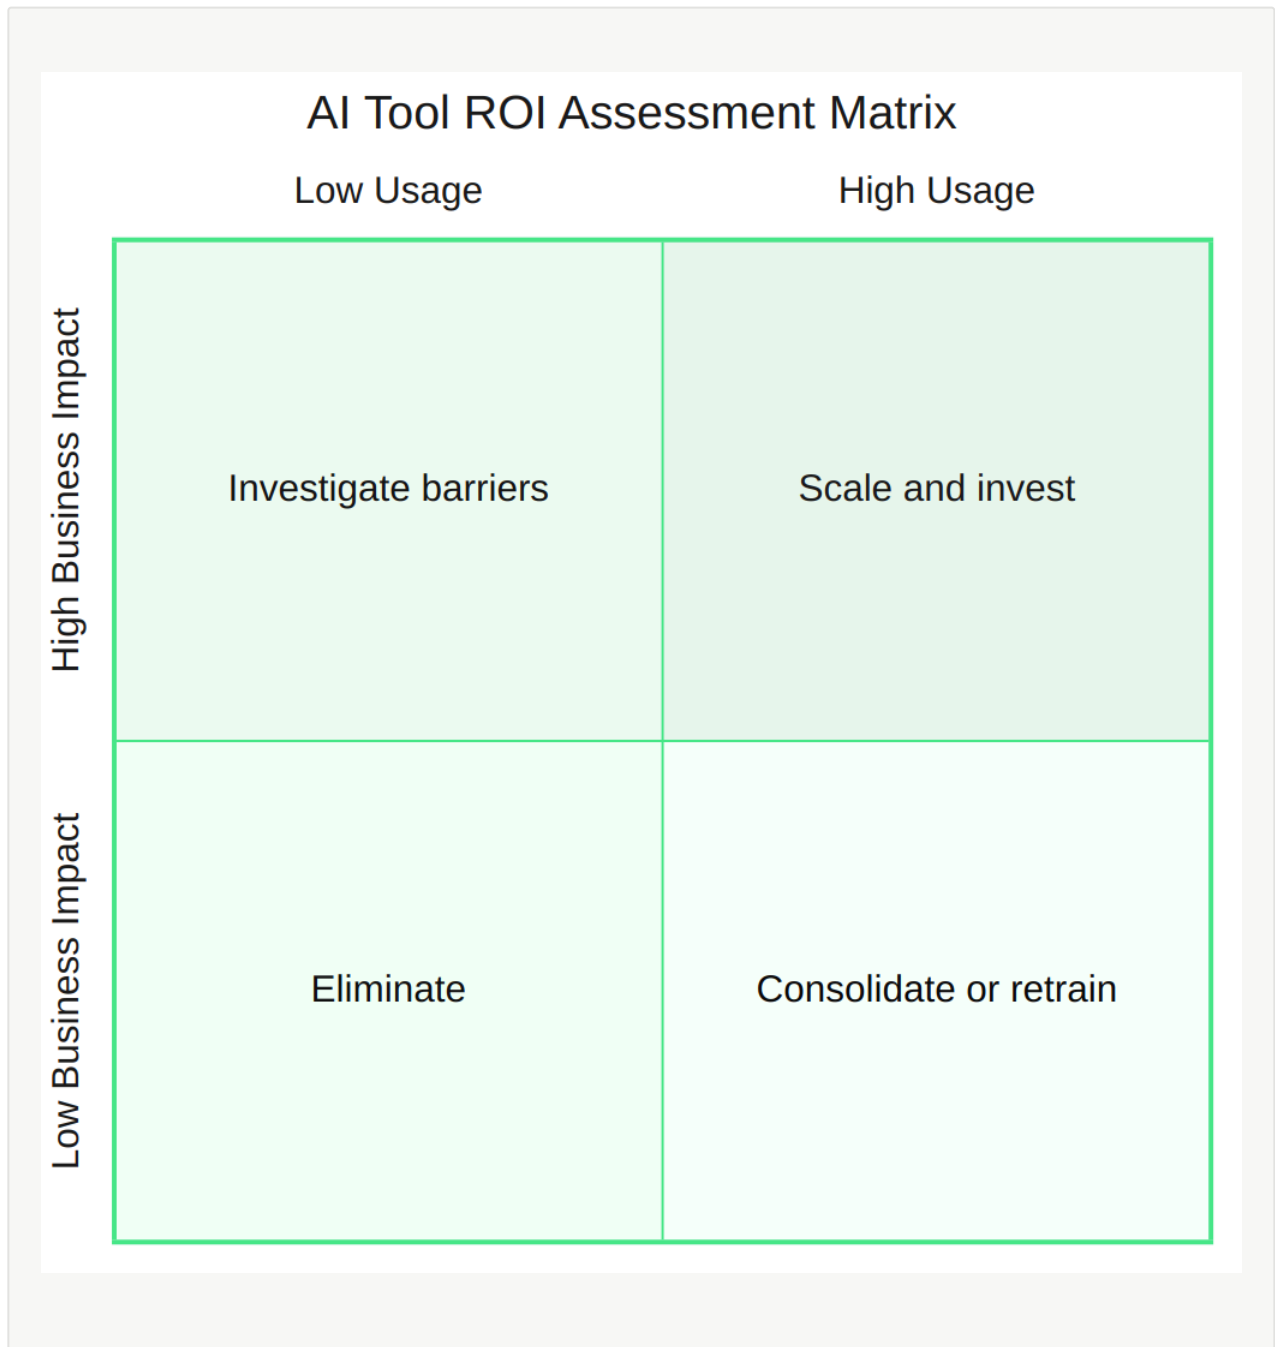 AI Tool ROI Assessment Matrix
Low Usage
High Usage
High Business Impact
Investigate barriers
Scale and invest
Low Business Impact
Eliminate
Consolidate or retrain